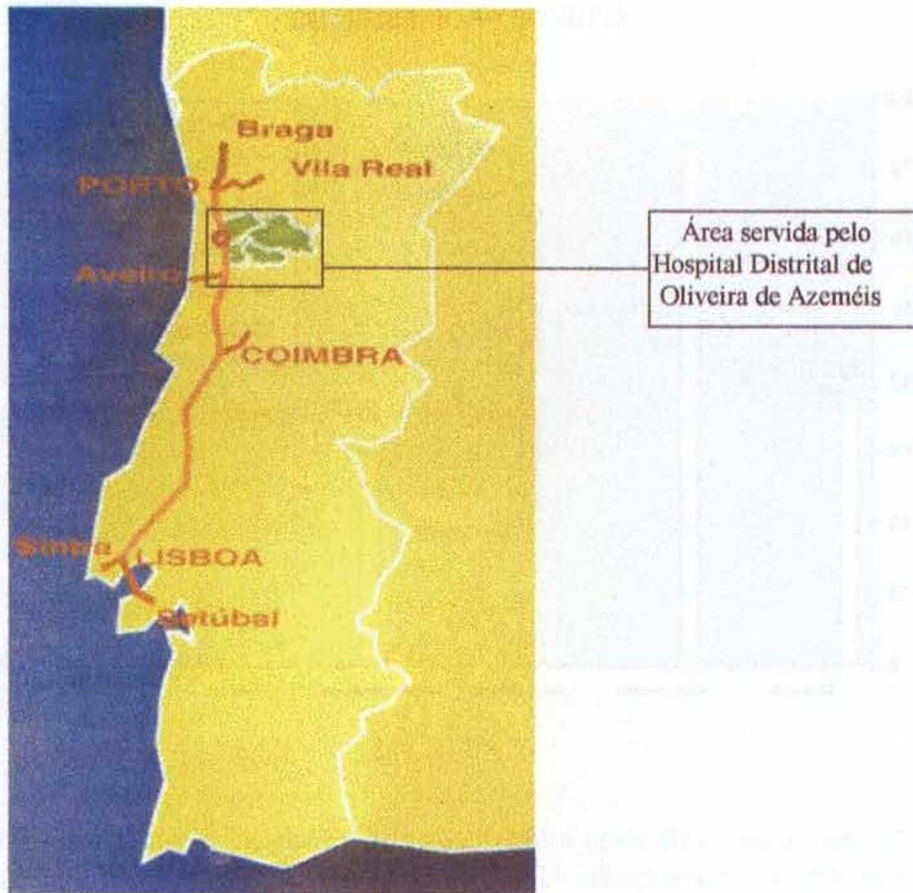 Braga
Vila Real
PORTO
Área servida pelo
Hospital Distrital de
Oliveira de Azeméis
Aveiro
COIMBRA
Sintra
LISBOA
Setúbal